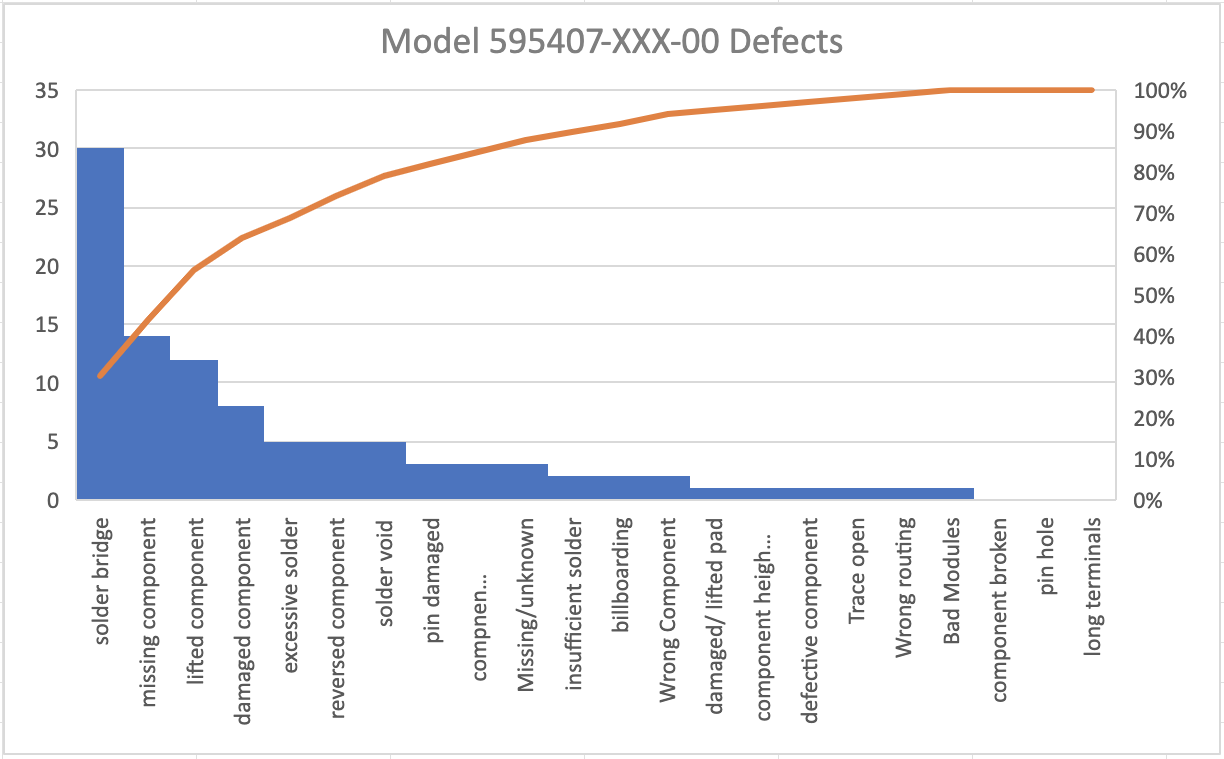 Model 595407-XXX-00 Defects
35
30
25
20
15
10
5
0
100%
90%
80%
70%
60%
50%
40%
30%
20%
10%
0%
solder bridge
missing component
lifted component
damaged component
excessive solder
reversed component
solder void
pin damaged
compnen...
Missing/unknown
insufficient solder
billboarding
Wrong Component
damaged/ lifted pad
component heigh...
defective component
Trace open
Wrong routing
Bad Modules
component broken
pin hole
long terminals